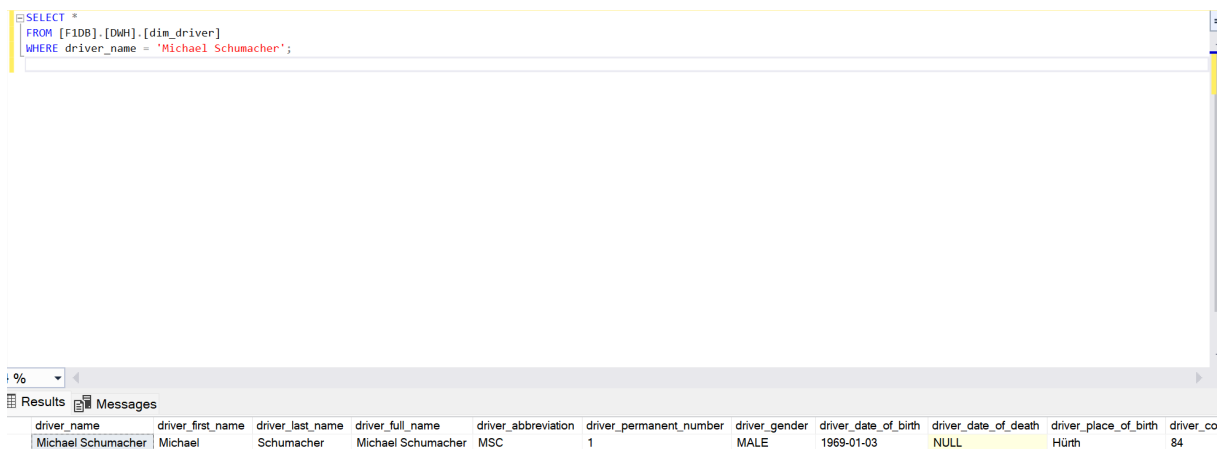 SELECT *
FROM [F1DB].[DWH].[dim_driver]
WHERE driver_name = 'Michael Schumacher';
%
Results Messages
driver_name driver_first_name driver_last_name driver_full_name driver_abbreviation driver_permanent_number driver_gender driver_date_of_birth driver_date_of_death driver_place_of_birth driver_co
Michael Schumacher Michael Schumacher Michael Schumacher MSC 1 MALE 1969-01-03 NULL Hürth 84